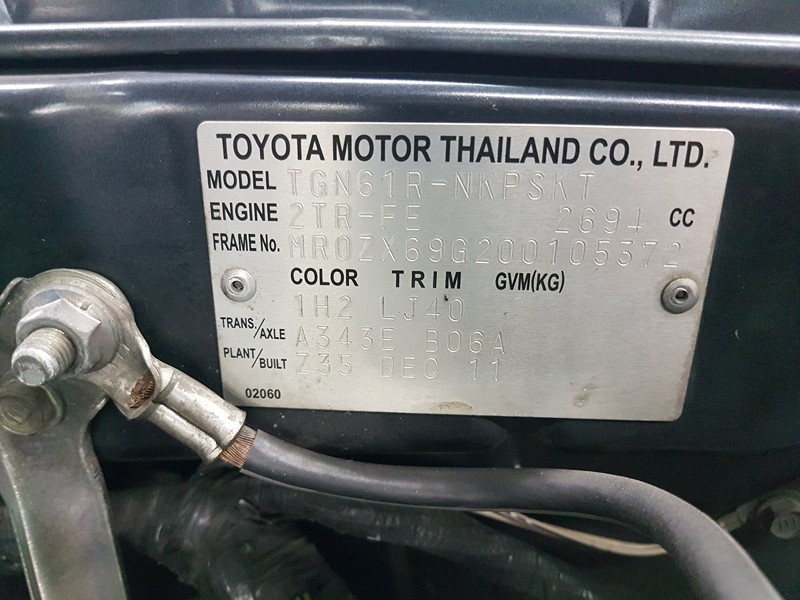 TOYOTA MOTOR THAILAND CO., LTD.
MODEL TGN61R-NKPSKT
ENGINE 2TR-FE 2694 CC
FRAME No. MR0ZX69G200105372
COLOR TRIM GVM(KG)
1H2 LJ40
TRANS./AXLE A343E B06A
PLANT/BUILT Z35 DEC 11
02060